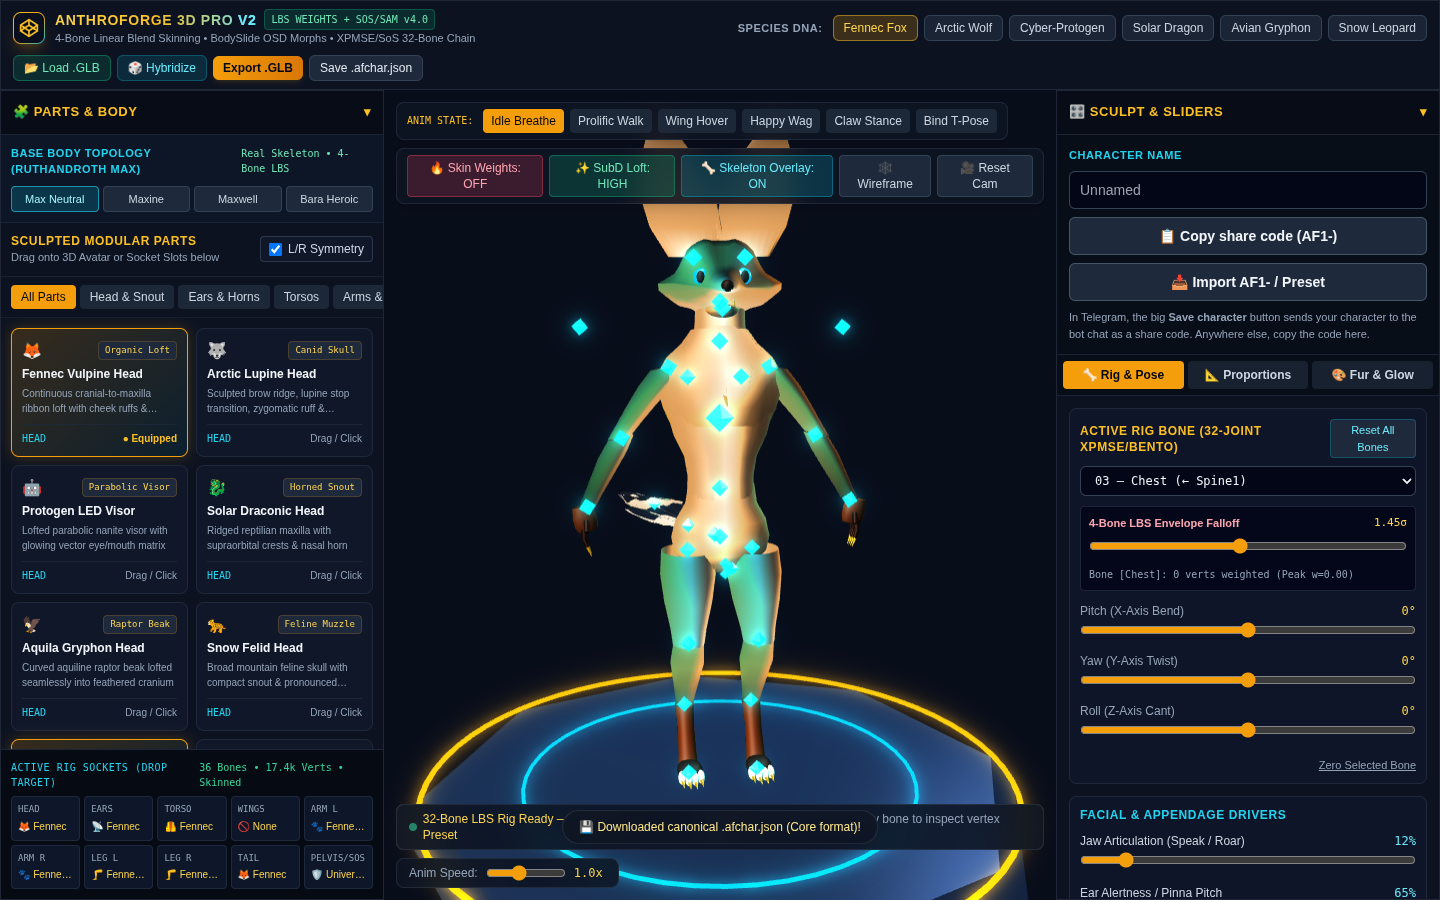 ANTHROFORGE 3D PRO V2 LBS WEIGHTS + SOS/SAM v4.0
4-Bone Linear Blend Skinning • BodySlide OSD Morphs • XPMSE/SoS 32-Bone Chain
SPECIES DNA: Fennec Fox Arctic Wolf Cyber-Protogen Solar Dragon Avian Gryphon Snow Leopard
📂 Load .GLB 🎲 Hybridize Export .GLB Save .afchar.json
🧩 PARTS & BODY ▼
BASE BODY TOPOLOGY
(RUTHANDROTH MAX)
Real Skeleton • 4-
Bone LBS
Max Neutral Maxine Maxwell Bara Heroic
SCULPTED MODULAR PARTS
Drag onto 3D Avatar or Socket Slots below
L/R Symmetry
All Parts Head & Snout Ears & Horns Torsos Arms &
Organic Loft
Fennec Vulpine Head
Continuous cranial-to-maxilla
ribbon loft with cheek ruffs &…
HEAD ● Equipped
Canid Skull
Arctic Lupine Head
Sculpted brow ridge, lupine stop
transition, zygomatic ruff &…
HEAD Drag / Click
Parabolic Visor
Protogen LED Visor
Lofted parabolic nanite visor with
glowing vector eye/mouth matrix
HEAD Drag / Click
Horned Snout
Solar Draconic Head
Ridged reptilian maxilla with
supraorbital crests & nasal horn
HEAD Drag / Click
Raptor Beak
Aquila Gryphon Head
Curved aquiline raptor beak lofted
seamlessly into feathered cranium
HEAD Drag / Click
Feline Muzzle
Snow Felid Head
Broad mountain feline skull with
compact snout & pronounced…
HEAD Drag / Click
ACTIVE RIG SOCKETS (DROP
TARGET)
36 Bones • 17.4k Verts •
Skinned
HEAD EARS TORSO WINGS ARM L
Fennec Fennec Fennec None Fenne…
ARM R LEG L LEG R TAIL PELVIS/SOS
Fenne… Fenne… Fenne… Fennec Univer…
ANIM STATE: Idle Breathe Prolific Walk Wing Hover Happy Wag Claw Stance Bind T-Pose
🔥 Skin Weights:
OFF
✨ SubD Loft:
HIGH
🦴 Skeleton Overlay:
ON
🕸️
Wireframe
🎥 Reset
Cam
32-Bone LBS Rig Ready —
Preset
bone to inspect vertex
💾 Downloaded canonical .afchar.json (Core format)!
Anim Speed: 1.0x
🎛️ SCULPT & SLIDERS ▼
CHARACTER NAME
Unnamed
📋 Copy share code (AF1-)
📥 Import AF1- / Preset
In Telegram, the big Save character button sends your character to the
bot chat as a share code. Anywhere else, copy the code here.
🦴 Rig & Pose 📐 Proportions 🎨 Fur & Glow
ACTIVE RIG BONE (32-JOINT
XPMSE/BENTO)
Reset All
Bones
03 — Chest (← Spine1)
4-Bone LBS Envelope Falloff 1.45σ
Bone [Chest]: 0 verts weighted (Peak w=0.00)
Pitch (X-Axis Bend) 0°
Yaw (Y-Axis Twist) 0°
Roll (Z-Axis Cant) 0°
Zero Selected Bone
FACIAL & APPENDAGE DRIVERS
Jaw Articulation (Speak / Roar) 12%
Ear Alertness / Pinna Pitch 65%